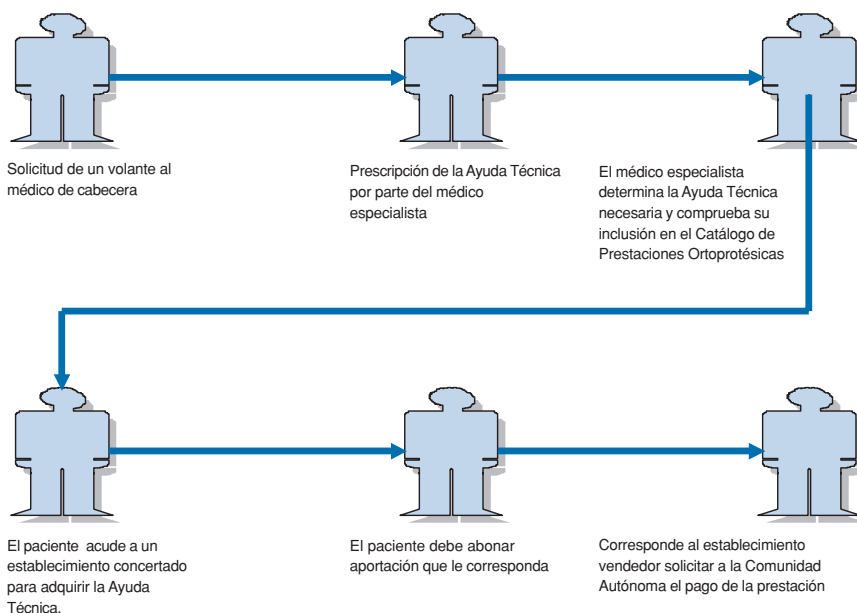 Solicitud de un volante al
médico de cabecera
Prescripción de la Ayuda Técnica
por parte del médico
especialista
El médico especialista
determina la Ayuda Técnica
necesaria y comprueba su
inclusión en el Catálogo de
Prestaciones Ortoprotésicas
El paciente acude a un
establecimiento concertado
para adquirir la Ayuda
Técnica.
El paciente debe abonar
aportación que le corresponda
Corresponde al establecimiento
vendedor solicitar a la Comunidad
Autónoma el pago de la prestación